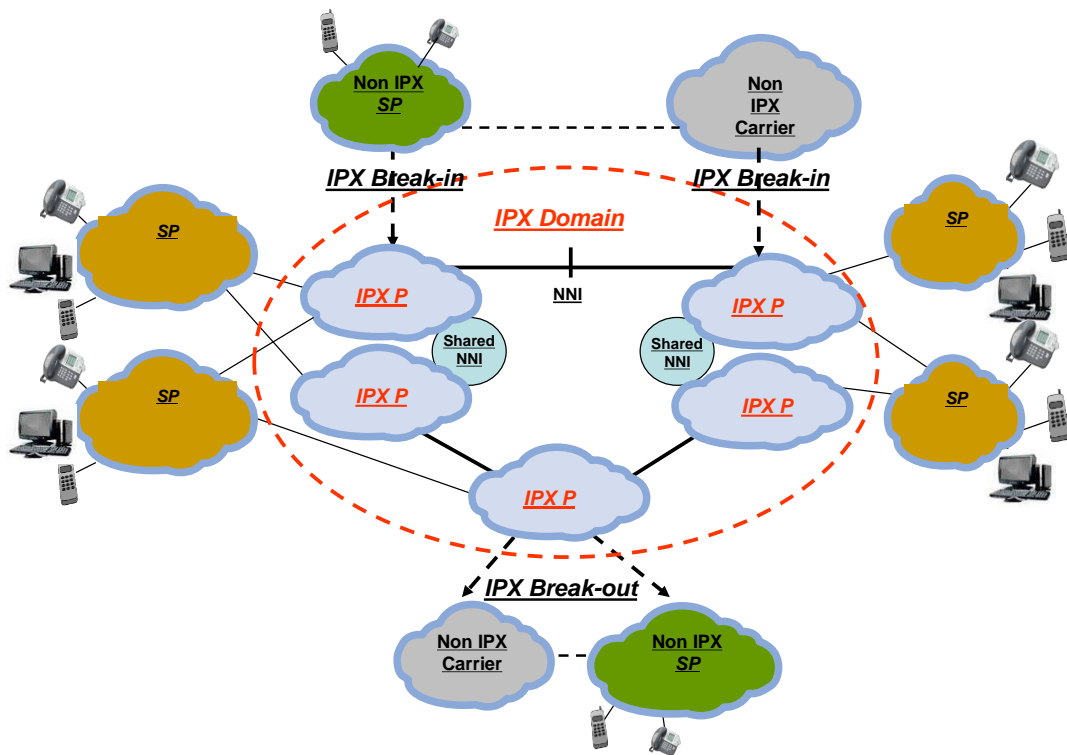 Non IPX
SP
Non
IPX
Carrier
IPX Break-in
IPX Break-in
IPX Domain
SP
SP
NNI
IPX P
IPX P
Shared
NNI
Shared
NNI
SP
IPX P
IPX P
SP
IPX P
IPX Break-out
Non IPX
Carrier
Non IPX
SP